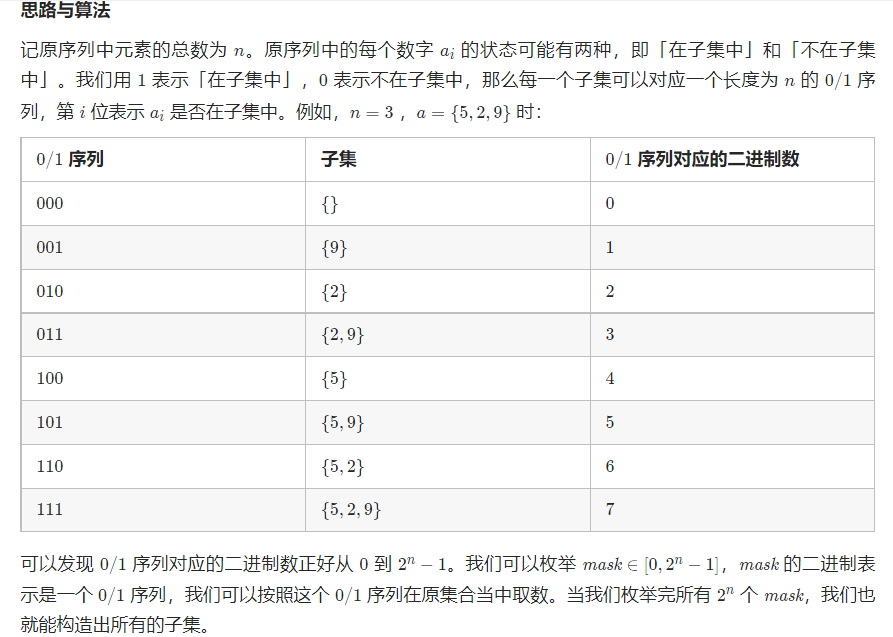 思路与算法
记原序列中元素的总数为 n。原序列中的每个数字 aᵢ 的状态可能有两种，即「在子集中」和「不在子集
中」。我们用 1 表示「在子集中」，0 表示不在子集中，那么每一个子集可以对应一个长度为 n 的 0/1 序
列，第 i 位表示 aᵢ 是否在子集中。例如，n = 3 ，a = {5, 2, 9} 时：
0/1 序列 子集 0/1 序列对应的二进制数
000 {} 0
001 {9} 1
010 {2} 2
011 {2, 9} 3
100 {5} 4
101 {5, 9} 5
110 {5, 2} 6
111 {5, 2, 9} 7
可以发现 0/1 序列对应的二进制数正好从 0 到 2ⁿ − 1。我们可以枚举 mask ∈ [0, 2ⁿ − 1]，mask 的二进制表
示是一个 0/1 序列，我们可以按照这个 0/1 序列在原集合当中取数。当我们枚举完所有 2ⁿ 个 mask，我们也
就能构造出所有的子集。